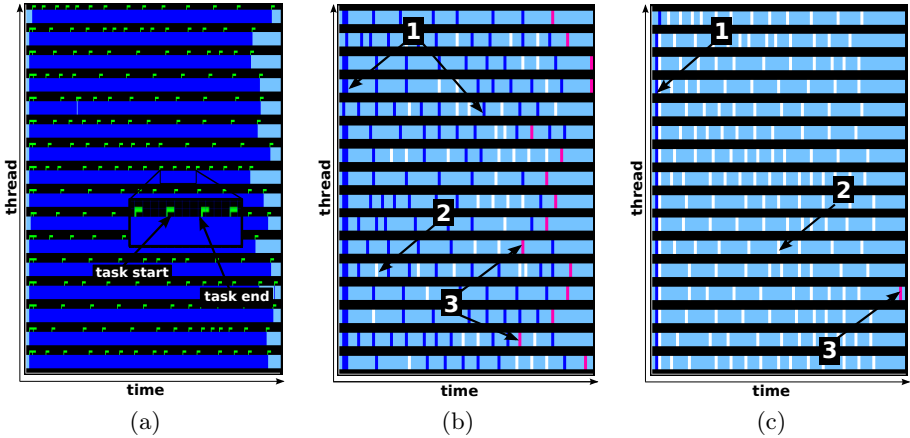 thread
task start
task end
time
(a)
thread
1
2
3
time
(b)
thread
1
2
3
time
(c)